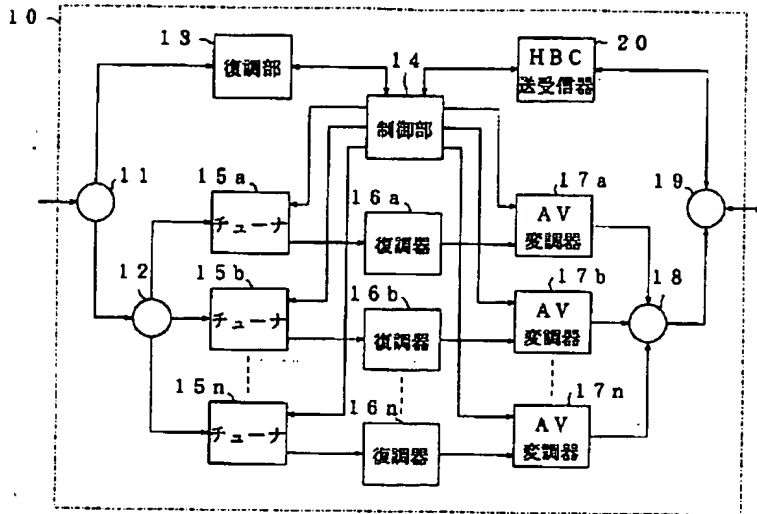 10
13
復調部
14
制御部
20
HBC
送受信器
11
15a
チューナ
16a
復調器
17a
AV
変調器
19
12
15b
チューナ
16b
復調器
17b
AV
変調器
18
15n
チューナ
16n
復調器
17n
AV
変調器